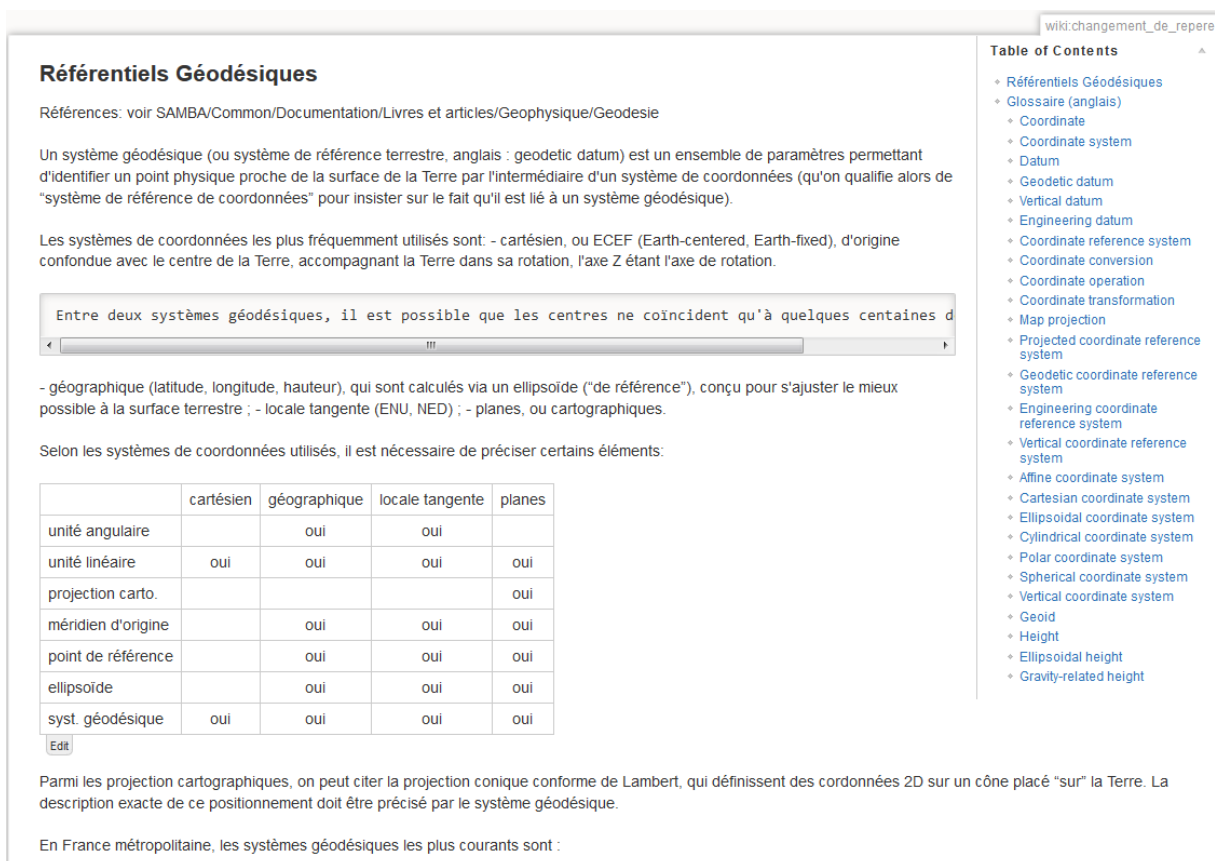 wiki:changement_de_repere
Référentiels Géodésiques
Références: voir SAMBA/Common/Documentation/Livres et articles/Geophysique/Geodesie
Un système géodésique (ou système de référence terrestre, anglais : geodetic datum) est un ensemble de paramètres permettant
d'identifier un point physique proche de la surface de la Terre par l'intermédiaire d'un système de coordonnées (qu'on qualifie alors de
“système de référence de coordonnées” pour insister sur le fait qu'il est lié à un système géodésique).
Les systèmes de coordonnées les plus fréquemment utilisés sont: - cartésien, ou ECEF (Earth-centered, Earth-fixed), d'origine
confondue avec le centre de la Terre, accompagnant la Terre dans sa rotation, l'axe Z étant l'axe de rotation.
Entre deux systèmes géodésiques, il est possible que les centres ne coïncident qu'à quelques centaines d
- géographique (latitude, longitude, hauteur), qui sont calculés via un ellipsoïde (“de référence”), conçu pour s'ajuster le mieux
possible à la surface terrestre ; - locale tangente (ENU, NED) ; - planes, ou cartographiques.
Selon les systèmes de coordonnées utilisés, il est nécessaire de préciser certains éléments:
cartésien géographique locale tangente planes
unité angulaire oui oui
unité linéaire oui oui oui oui
projection carto. oui
méridien d'origine oui oui oui
point de référence oui oui oui
ellipsoïde oui oui oui
syst. géodésique oui oui oui oui
Edit
Parmi les projection cartographiques, on peut citer la projection conique conforme de Lambert, qui définissent des cordonnées 2D sur un cône placé “sur” la Terre. La
description exacte de ce positionnement doit être précisé par le système géodésique.
En France métropolitaine, les systèmes géodésiques les plus courants sont :
Table of Contents
Référentiels Géodésiques
Glossaire (anglais)
Coordinate
Coordinate system
Datum
Geodetic datum
Vertical datum
Engineering datum
Coordinate reference system
Coordinate conversion
Coordinate operation
Coordinate transformation
Map projection
Projected coordinate reference
system
Geodetic coordinate reference
system
Engineering coordinate
reference system
Vertical coordinate reference
system
Affine coordinate system
Cartesian coordinate system
Ellipsoidal coordinate system
Cylindrical coordinate system
Polar coordinate system
Spherical coordinate system
Vertical coordinate system
Geoid
Height
Ellipsoidal height
Gravity-related height